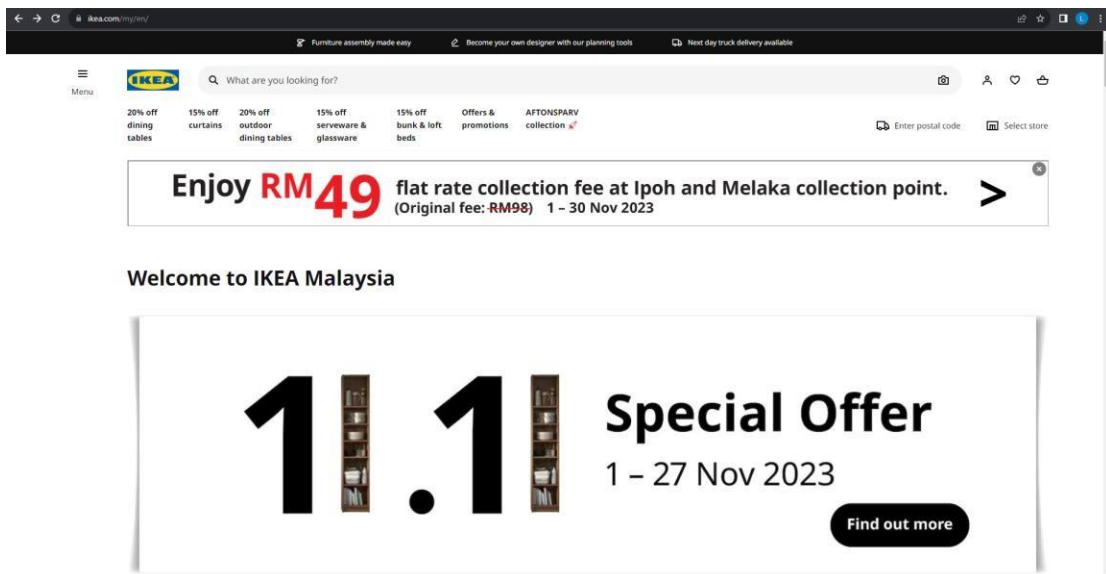 ikea.com/my/en/
L
Furniture assembly made easy
Become your own designer with our planning tools
Next day truck delivery available
Menu
IKEA
What are you looking for?
20% off dining tables
15% off curtains
20% off outdoor dining tables
15% off serveware & glassware
15% off bunk & loft beds
Offers & promotions
AFTONSPARV collection
Enter postal code
Select store
Enjoy RM49 flat rate collection fee at Ipoh and Melaka collection point.
(Original fee: RM98) 1 – 30 Nov 2023
Welcome to IKEA Malaysia
11.11
Special Offer
1 – 27 Nov 2023
Find out more